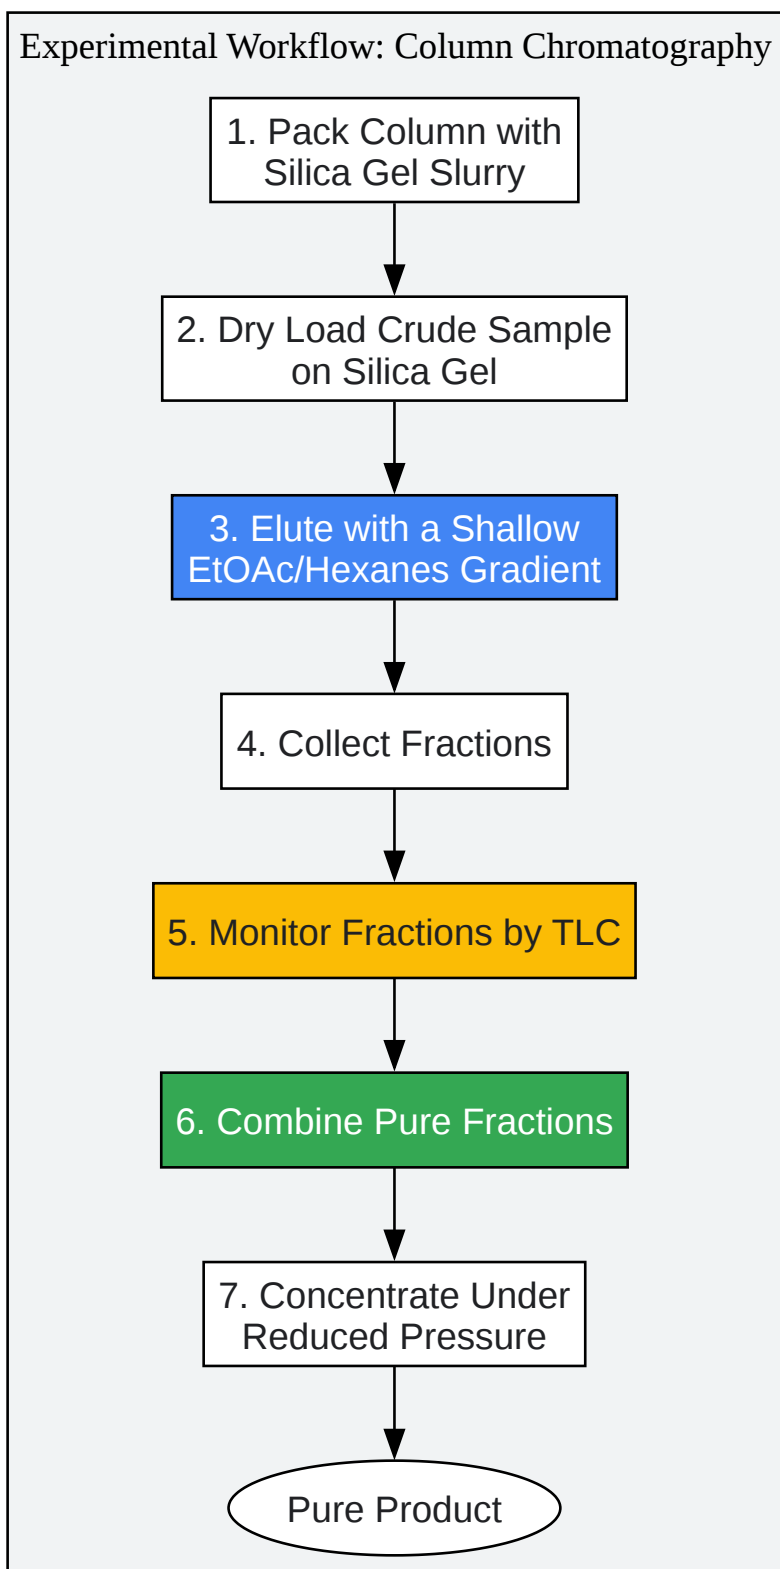 Experimental Workflow: Column Chromatography
1. Pack Column with
Silica Gel Slurry
2. Dry Load Crude Sample
on Silica Gel
3. Elute with a Shallow
EtOAc/Hexanes Gradient
4. Collect Fractions
5. Monitor Fractions by TLC
6. Combine Pure Fractions
7. Concentrate Under
Reduced Pressure
Pure Product